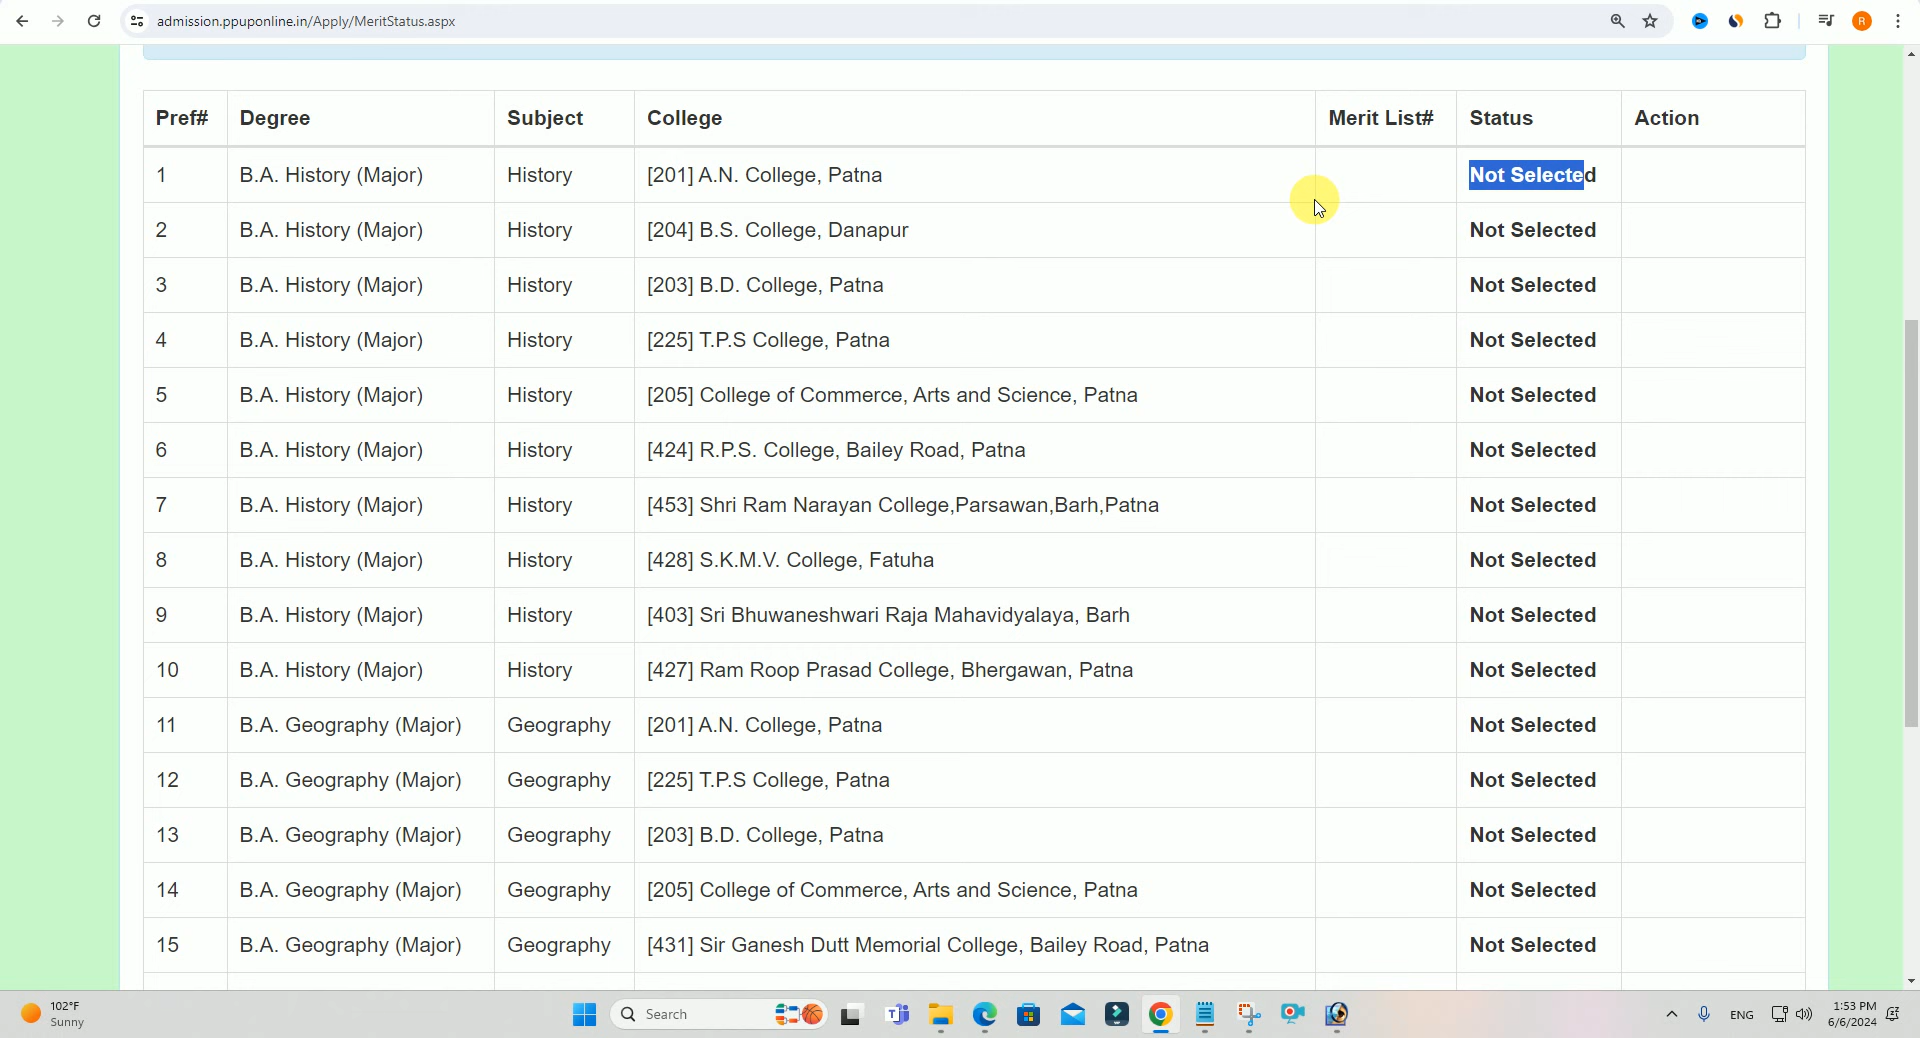 admission.ppuponline.in/Apply/MeritStatus.aspx
R
Pref# Degree Subject College Merit List# Status Action
1 B.A. History (Major) History [201] A.N. College, Patna Not Selected
2 B.A. History (Major) History [204] B.S. College, Danapur Not Selected
3 B.A. History (Major) History [203] B.D. College, Patna Not Selected
4 B.A. History (Major) History [225] T.P.S College, Patna Not Selected
5 B.A. History (Major) History [205] College of Commerce, Arts and Science, Patna Not Selected
6 B.A. History (Major) History [424] R.P.S. College, Bailey Road, Patna Not Selected
7 B.A. History (Major) History [453] Shri Ram Narayan College,Parsawan,Barh,Patna Not Selected
8 B.A. History (Major) History [428] S.K.M.V. College, Fatuha Not Selected
9 B.A. History (Major) History [403] Sri Bhuwaneshwari Raja Mahavidyalaya, Barh Not Selected
10 B.A. History (Major) History [427] Ram Roop Prasad College, Bhergawan, Patna Not Selected
11 B.A. Geography (Major) Geography [201] A.N. College, Patna Not Selected
12 B.A. Geography (Major) Geography [225] T.P.S College, Patna Not Selected
13 B.A. Geography (Major) Geography [203] B.D. College, Patna Not Selected
14 B.A. Geography (Major) Geography [205] College of Commerce, Arts and Science, Patna Not Selected
15 B.A. Geography (Major) Geography [431] Sir Ganesh Dutt Memorial College, Bailey Road, Patna Not Selected
102°F
Sunny
Search
ENG
1:53 PM
6/6/2024